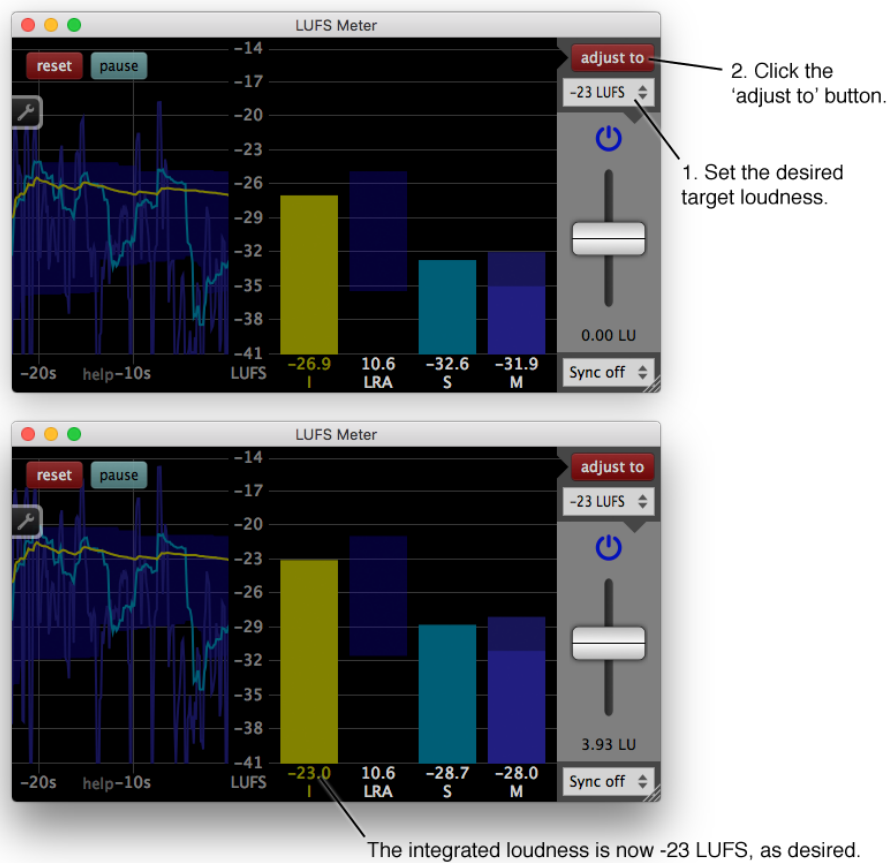 LUFS Meter
reset
pause
-14
-17
-20
-23
-26
-29
-32
-35
-38
-41
-20s
help
-10s
LUFS
-26.9
I
10.6
LRA
-32.6
S
-31.9
M
adjust to
-23 LUFS
0.00 LU
Sync off
2. Click the
‘adjust to’ button.
1. Set the desired
target loudness.
LUFS Meter
reset
pause
-14
-17
-20
-23
-26
-29
-32
-35
-38
-41
-20s
help
-10s
LUFS
-23.0
I
10.6
LRA
-28.7
S
-28.0
M
adjust to
-23 LUFS
3.93 LU
Sync off
The integrated loudness is now -23 LUFS, as desired.